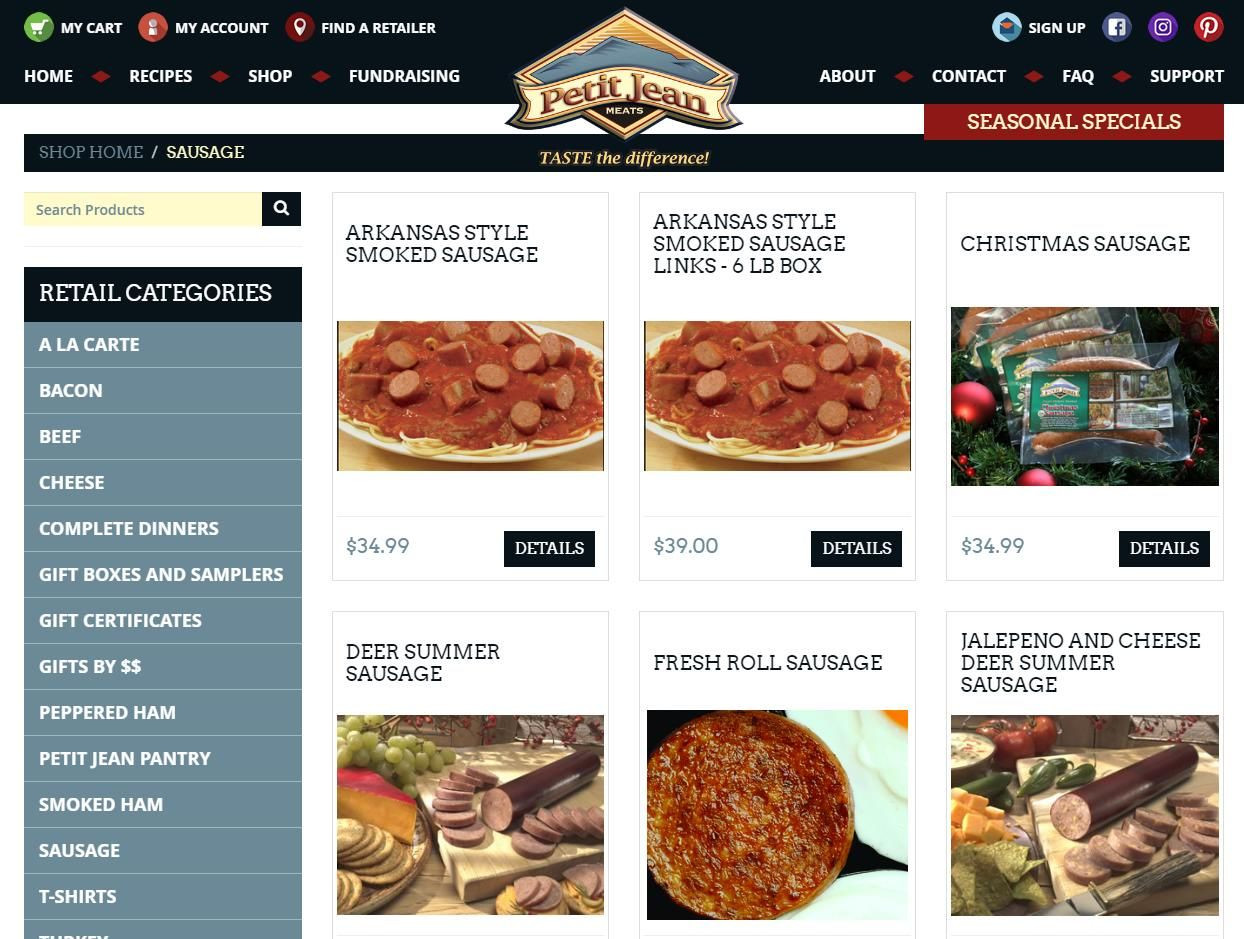 MY CART
MY ACCOUNT
FIND A RETAILER
SIGN UP
HOME
RECIPES
SHOP
FUNDRAISING
Petit Jean
MEATS
TASTE the difference!
ABOUT
CONTACT
FAQ
SUPPORT
SEASONAL SPECIALS
SHOP HOME / SAUSAGE
Search Products
RETAIL CATEGORIES
A LA CARTE
BACON
BEEF
CHEESE
COMPLETE DINNERS
GIFT BOXES AND SAMPLERS
GIFT CERTIFICATES
GIFTS BY $$
PEPPERED HAM
PETIT JEAN PANTRY
SMOKED HAM
SAUSAGE
T-SHIRTS
TURKEY
ARKANSAS STYLE
SMOKED SAUSAGE
$34.99
DETAILS
ARKANSAS STYLE
SMOKED SAUSAGE
LINKS - 6 LB BOX
$39.00
DETAILS
CHRISTMAS SAUSAGE
$34.99
DETAILS
DEER SUMMER
SAUSAGE
FRESH ROLL SAUSAGE
JALEPENO AND CHEESE
DEER SUMMER
SAUSAGE